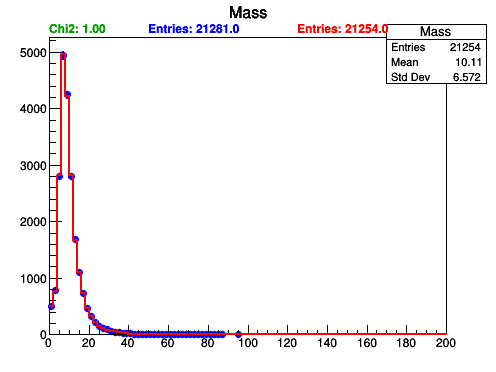 Mass
Chi2: 1.00 Entries: 21281.0 Entries: 21254.0
Mass
Entries 21254
Mean 10.11
Std Dev 6.572
5000
4000
3000
2000
1000
0
0 20 40 60 80 100 120 140 160 180 200